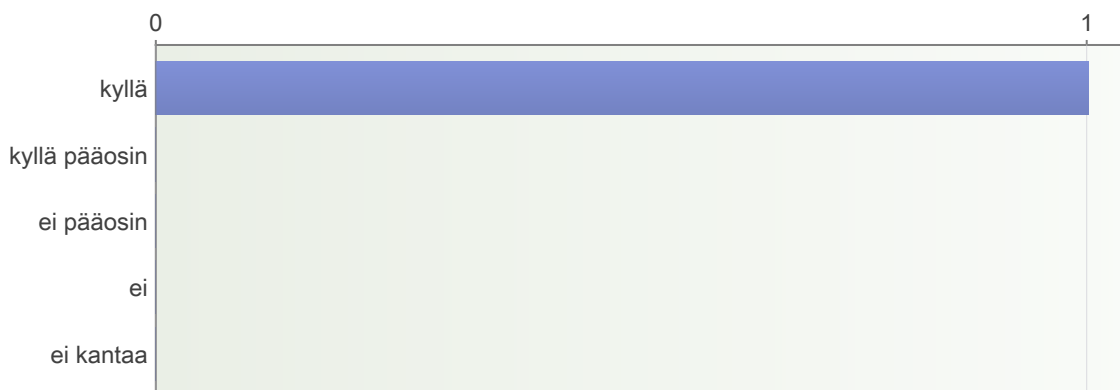 0 1
kyllä
kyllä pääosin
ei pääosin
ei
ei kantaa